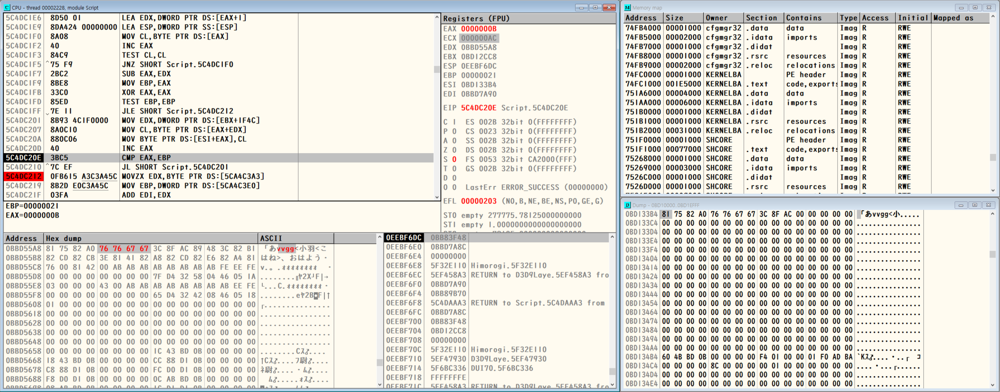 CPU - thread 00002228, module Script
5C4DC1E6 8D50 01 LEA EDX,DWORD PTR DS:[EAX+1]
5C4DC1E9 8DA424 00000000 LEA ESP,DWORD PTR SS:[ESP]
5C4DC1F0 8A08 MOV CL,BYTE PTR DS:[EAX]
5C4DC1F2 40 INC EAX
5C4DC1F3 84C9 TEST CL,CL
5C4DC1F5 ^75 F9 JNZ SHORT Script.5C4DC1F0
5C4DC1F7 2BC2 SUB EAX,EDX
5C4DC1F9 8BE8 MOV EBP,EAX
5C4DC1FB 33C0 XOR EAX,EAX
5C4DC1FD 85ED TEST EBP,EBP
5C4DC1FF 7E 11 JLE SHORT Script.5C4DC212
5C4DC201 8B93 4C1F0000 MOV EDX,DWORD PTR DS:[EBX+1F4C]
5C4DC207 8A0C10 MOV CL,BYTE PTR DS:[EAX+EDX]
5C4DC20A 880C06 MOV BYTE PTR DS:[ESI+EAX],CL
5C4DC20D 40 INC EAX
5C4DC20E 3BC5 CMP EAX,EBP
5C4DC210 ^7C EF JL SHORT Script.5C4DC201
5C4DC212 0FB615 A3C3A45C MOVZX EDX,BYTE PTR DS:[5CA4C3A3]
5C4DC219 8B2D E0C3A45C MOV EBP,DWORD PTR DS:[5CA4C3E0]
5C4DC21F 03FA ADD EDI,EDX
EBP=00000021
EAX=0000000B
Registers (FPU)
EAX 0000000B
ECX 000000AC
EDX 0BBD55A8
EBX 0BD12CC8
ESP 0EEBF6DC
EBP 00000021
ESI 0BD133B4
EDI 0BBD7A90
EIP 5C4DC20E Script.5C4DC20E
C 1 ES 002B 32bit 0(FFFFFFFF)
P 0 CS 0023 32bit 0(FFFFFFFF)
A 0 SS 002B 32bit 0(FFFFFFFF)
Z 0 DS 002B 32bit 0(FFFFFFFF)
S 0 FS 0053 32bit CA2000(FFF)
T 0 GS 002B 32bit 0(FFFFFFFF)
D 0
O 0 LastErr ERROR_SUCCESS (00000000)
EFL 00000203 (NO,B,NE,BE,NS,PO,GE,G)
ST0 empty 277775.78125000000000
ST1 empty 1.0000000000000000000
Address Hex dump ASCII
0BBD55A8 81 75 82 A0 76 76 67 67 3C 8F AC 89 48 3C 82 B1 「あvvgg<小羽<こ
0BBD55B8 82 CD 82 CB 3E 81 41 82 A8 82 CD 82 E6 82 A4 81 はね>、おはよう・
0BBD55C8 76 00 81 42 00 AB AB AB AB AB AB AB AB FE EE FE v.。.ォォォォォォォォ ・
0BBD55D8 00 00 00 00 00 00 00 00 7F D4 32 58 04 46 05 1A
0BBD55E8 03 00 00 00 43 00 AB AB AB AB AB AB AB AB EE FE └...C.ォォォォォォォォ・
0BBD55F8 00 00 00 00 00 00 00 00 65 D4 32 42 08 46 05 18
0BBD5608 01 00 00 00 00 00 00 00 00 00 00 00 00 00 00 00 ┌...............
0BBD5618 00 00 00 00 00 00 00 00 00 00 00 00 00 00 00 00 ................
0BBD5628 00 00 00 00 00 00 00 00 00 00 00 00 00 00 00 00 ................
0BBD5638 00 00 00 00 00 00 00 00 00 00 00 00 00 00 00 00 ................
0BBD5648 00 00 00 00 00 00 00 00 00 00 00 00 00 00 00 00 ................
0BBD5658 00 00 00 00 00 00 00 00 1C 43 BD 0B 00 00 00 00 ........Cス♂....
0BBD5668 18 43 BD 0B 00 00 00 00 CC 88 D1 0B 00 00 00 00 ↑Cス♂....フ尉♂....
0BBD5678 C8 88 D1 0B 00 00 00 00 FC D0 D1 0B 00 00 00 00 ネ尉♂....・ム♂....
0BBD5688 F8 D0 D1 0B 00 00 00 00 0C AB BD 0B 00 00 00 00 ム♂.....ォス♂....
0EEBF6DC 0BB83F48
0EEBF6E0 0BBD7A8C
0EEBF6E4 00000000
0EEBF6E8 5F32E110 Himorogi.5F32E110
0EEBF6EC 5EF458A3 RETURN to D3D9Laye.5EF458A3 fro
0EEBF6F0 0BBD7A90
0EEBF6F4 0BB89B70
0EEBF6F8 5C4DAAA3 RETURN to Script.5C4DAAA3 from
0EEBF6FC 0BBD7A8C
0EEBF700 0BB83F48
0EEBF704 0BD12CC8
0EEBF708 00000000
0EEBF70C 5F32E110 Himorogi.5F32E110
0EEBF710 5EF47930 D3D9Laye.5EF47930
0EEBF714 5F6BC336 DUI70.5F6BC336
0EEBF718 FFFFFFFE
0EEBF71C 5EF458A3 RETURN to D3D9Laye.5EF458A3 fro
Memory map
Address Size Owner Section Contains Type Access Initial Mapped as
74FB4000 00001000 cfgmgr32 .data data Imag R RWE
74FB5000 00002000 cfgmgr32 .idata imports Imag R RWE
74FB7000 00001000 cfgmgr32 .didat Imag R RWE
74FB8000 00001000 cfgmgr32 .rsrc resources Imag R RWE
74FB9000 00002000 cfgmgr32 .reloc relocations Imag R RWE
74FC0000 00001000 KERNELBA PE header Imag R RWE
74FC1000 001E5000 KERNELBA .text code,exports Imag R RWE
751A6000 00004000 KERNELBA .data data Imag R RWE
751AA000 00006000 KERNELBA .idata imports Imag R RWE
751B0000 00001000 KERNELBA .didat Imag R RWE
751B1000 00001000 KERNELBA .rsrc resources Imag R RWE
751B2000 00031000 KERNELBA .reloc relocations Imag R RWE
751F0000 00001000 SHCORE PE header Imag R RWE
751F1000 00077000 SHCORE .text code,exports Imag R RWE
75268000 00001000 SHCORE .data data Imag R RWE
75269000 00003000 SHCORE .idata imports Imag R RWE
7526C000 00001000 SHCORE .didat Imag R RWE
7526D000 00001000 SHCORE .rsrc resources Imag R RWE
Dump - 0BD10000..0BD1EFFF
0BD133B4 81 75 82 A0 76 76 67 67 3C 8F AC 00 00 00 00 00 「あvvgg<小.....
0BD133C4 00 00 00 00 00 00 00 00 00 00 00 00 00 00 00 00 ................
0BD133D4 00 00 00 00 00 00 00 00 00 00 00 00 00 00 00 00 ................
0BD133E4 00 00 00 00 00 00 00 00 00 00 00 00 00 00 00 00 ................
0BD133F4 00 00 00 00 00 00 00 00 00 00 00 00 00 00 00 00 ................
0BD13404 00 00 00 00 00 00 00 00 00 00 00 00 00 00 00 00 ................
0BD13414 00 00 00 00 00 00 00 00 00 00 00 00 00 00 00 00 ................
0BD13424 00 00 00 00 00 00 00 00 00 00 00 00 00 00 00 00 ................
0BD13434 00 00 00 00 00 00 00 00 00 00 00 00 00 00 00 00 ................
0BD13444 00 00 00 00 00 00 00 00 00 00 00 00 00 00 00 00 ................
0BD13454 00 00 00 00 00 00 00 00 00 00 00 00 00 00 00 00 ................
0BD13464 00 00 00 00 00 00 00 00 00 00 00 00 00 00 00 00 ................
0BD13474 00 00 00 00 00 00 00 00 00 00 00 00 00 00 00 00 ................
0BD13484 00 00 00 00 00 00 00 00 00 00 00 00 00 00 00 00 ................
0BD13494 00 00 00 00 00 00 00 00 00 00 00 00 00 00 00 00 ................
0BD134A4 00 00 00 00 00 00 00 00 00 00 00 00 00 00 00 00 ................
0BD134B4 60 4B BD 0B 00 00 00 00 F4 01 00 00 01 F0 AD BA `Kス♂....・..┌ コ
0BD134C4 00 00 00 00 8C 00 00 00 00 01 00 00 00 00 00 00 ....・...┌......
0BD134D4 00 00 00 00 00 00 00 00 00 00 00 00 00 00 00 00 ................
0BD134E4 00 00 00 00 00 00 00 00 00 00 00 00 00 00 00 00 ................